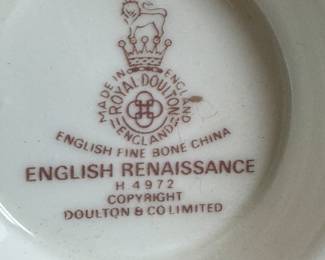 MADE IN ENGLAND
ROYAL DOULTON
ENGLAND
ENGLISH FINE BONE CHINA
ENGLISH RENAISSANCE
H.4972
COPYRIGHT
DOULTON & CO LIMITED